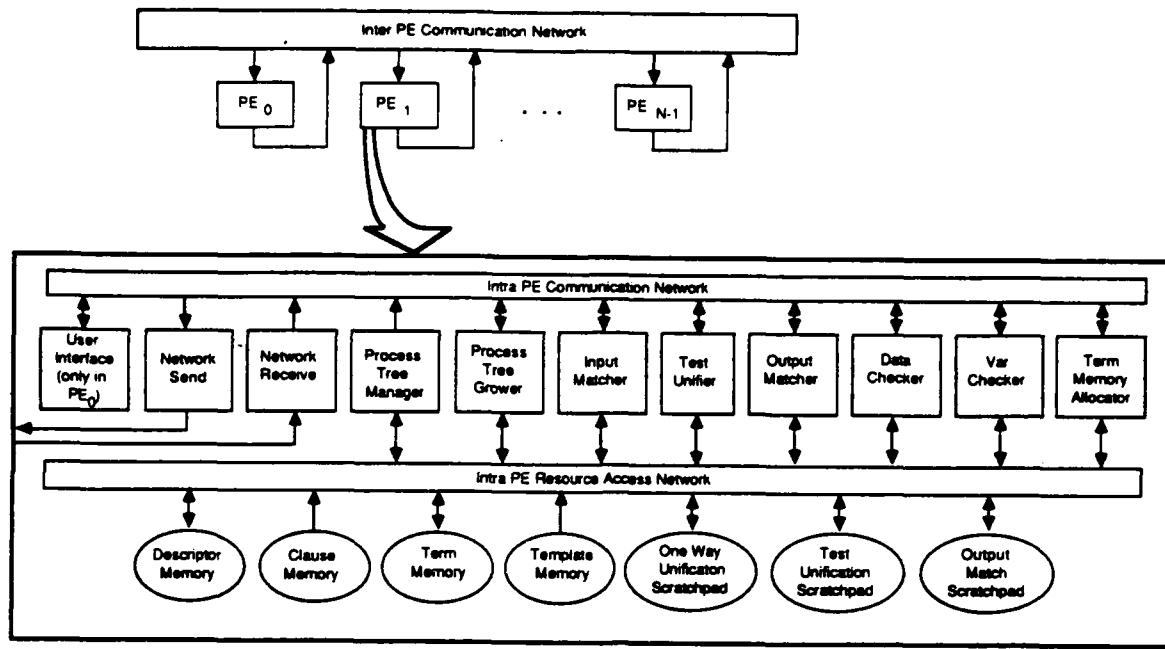 Inter PE Communication Network
PE 0
PE 1
. . .
PE N-1
Intra PE Communication Network
User
Interface
(only in
PE0)
Network
Send
Network
Receive
Process
Tree
Manager
Process
Tree
Grower
Input
Matcher
Test
Unifier
Output
Matcher
Data
Checker
Var
Checker
Term
Memory
Allocator
Intra PE Resource Access Network
Descriptor
Memory
Clause
Memory
Term
Memory
Template
Memory
One Way
Unificaton
Scratchpad
Test
Unification
Scratchpad
Output
Match
Scratchpad